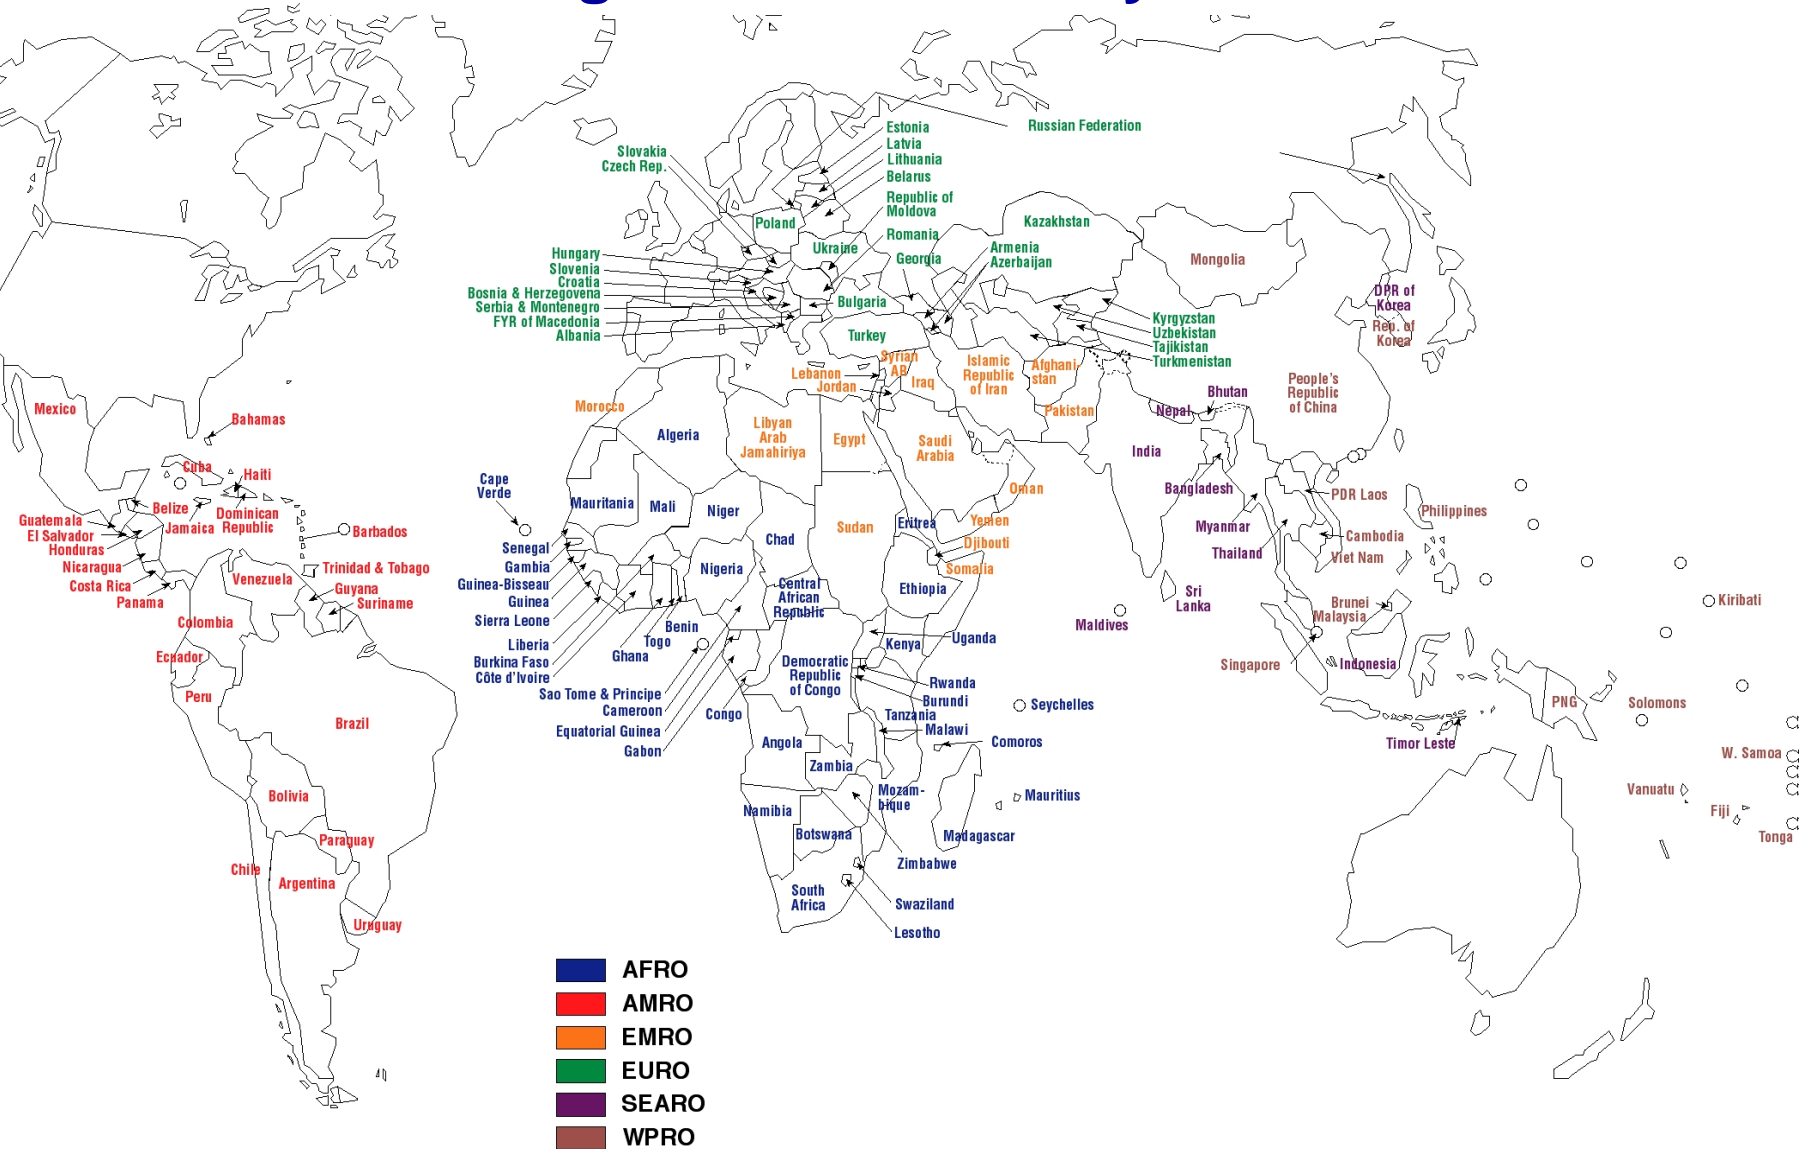 Russian Federation
Estonia
Latvia
Lithuania
Belarus
Republic of
Moldova
Romania
Georgia
Armenia
Azerbaijan
Kazakhstan
Slovakia
Czech Rep.
Poland
Ukraine
Hungary
Slovenia
Croatia
Bosnia & Herzegovena
Serbia & Montenegro
FYR of Macedonia
Albania
Bulgaria
Turkey
Kyrgyzstan
Uzbekistan
Tajikistan
Turkmenistan
Mongolia
DPR of
Korea
Rep. of
Korea
People's
Republic
of China
Syrian
AB
Lebanon
Jordan
Iraq
Islamic
Republic
of Iran
Afghani-
stan
Pakistan
Morocco
Libyan
Arab
Jamahiriya
Egypt
Saudi
Arabia
Oman
Yemen
Djibouti
Somalia
Sudan
Bhutan
Nepal
India
Bangladesh
Myanmar
Thailand
Sri
Lanka
Maldives
Indonesia
Timor Leste
PDR Laos
Cambodia
Viet Nam
Philippines
Brunei
Malaysia
Singapore
PNG
Solomons
Kiribati
W. Samoa
Vanuatu
Fiji
Tonga
Mexico
Bahamas
Cuba
Haiti
Belize
Jamaica
Dominican
Republic
Guatemala
El Salvador
Honduras
Nicaragua
Costa Rica
Panama
Barbados
Trinidad & Tobago
Venezuela
Guyana
Suriname
Colombia
Ecuador
Peru
Brazil
Bolivia
Paraguay
Chile
Argentina
Uruguay
Algeria
Cape
Verde
Mauritania
Mali
Niger
Chad
Eritrea
Ethiopia
Nigeria
Central
African
Republic
Senegal
Gambia
Guinea-Bisseau
Guinea
Sierra Leone
Liberia
Burkina Faso
Côte d'Ivoire
Ghana
Togo
Benin
Sao Tome & Principe
Cameroon
Equatorial Guinea
Gabon
Congo
Democratic
Republic
of Congo
Uganda
Kenya
Rwanda
Burundi
Tanzania
Malawi
Seychelles
Comoros
Mauritius
Angola
Zambia
Mozam-
bique
Namibia
Botswana
Madagascar
Zimbabwe
South
Africa
Swaziland
Lesotho
AFRO
AMRO
EMRO
EURO
SEARO
WPRO